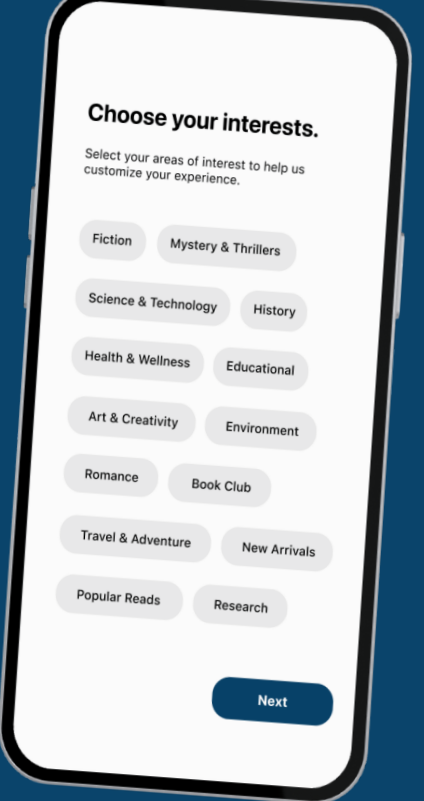 Choose your interests.
Select your areas of interest to help us
customize your experience.
Fiction
Mystery & Thrillers
Science & Technology
History
Health & Wellness
Educational
Art & Creativity
Environment
Romance
Book Club
Travel & Adventure
New Arrivals
Popular Reads
Research
Next